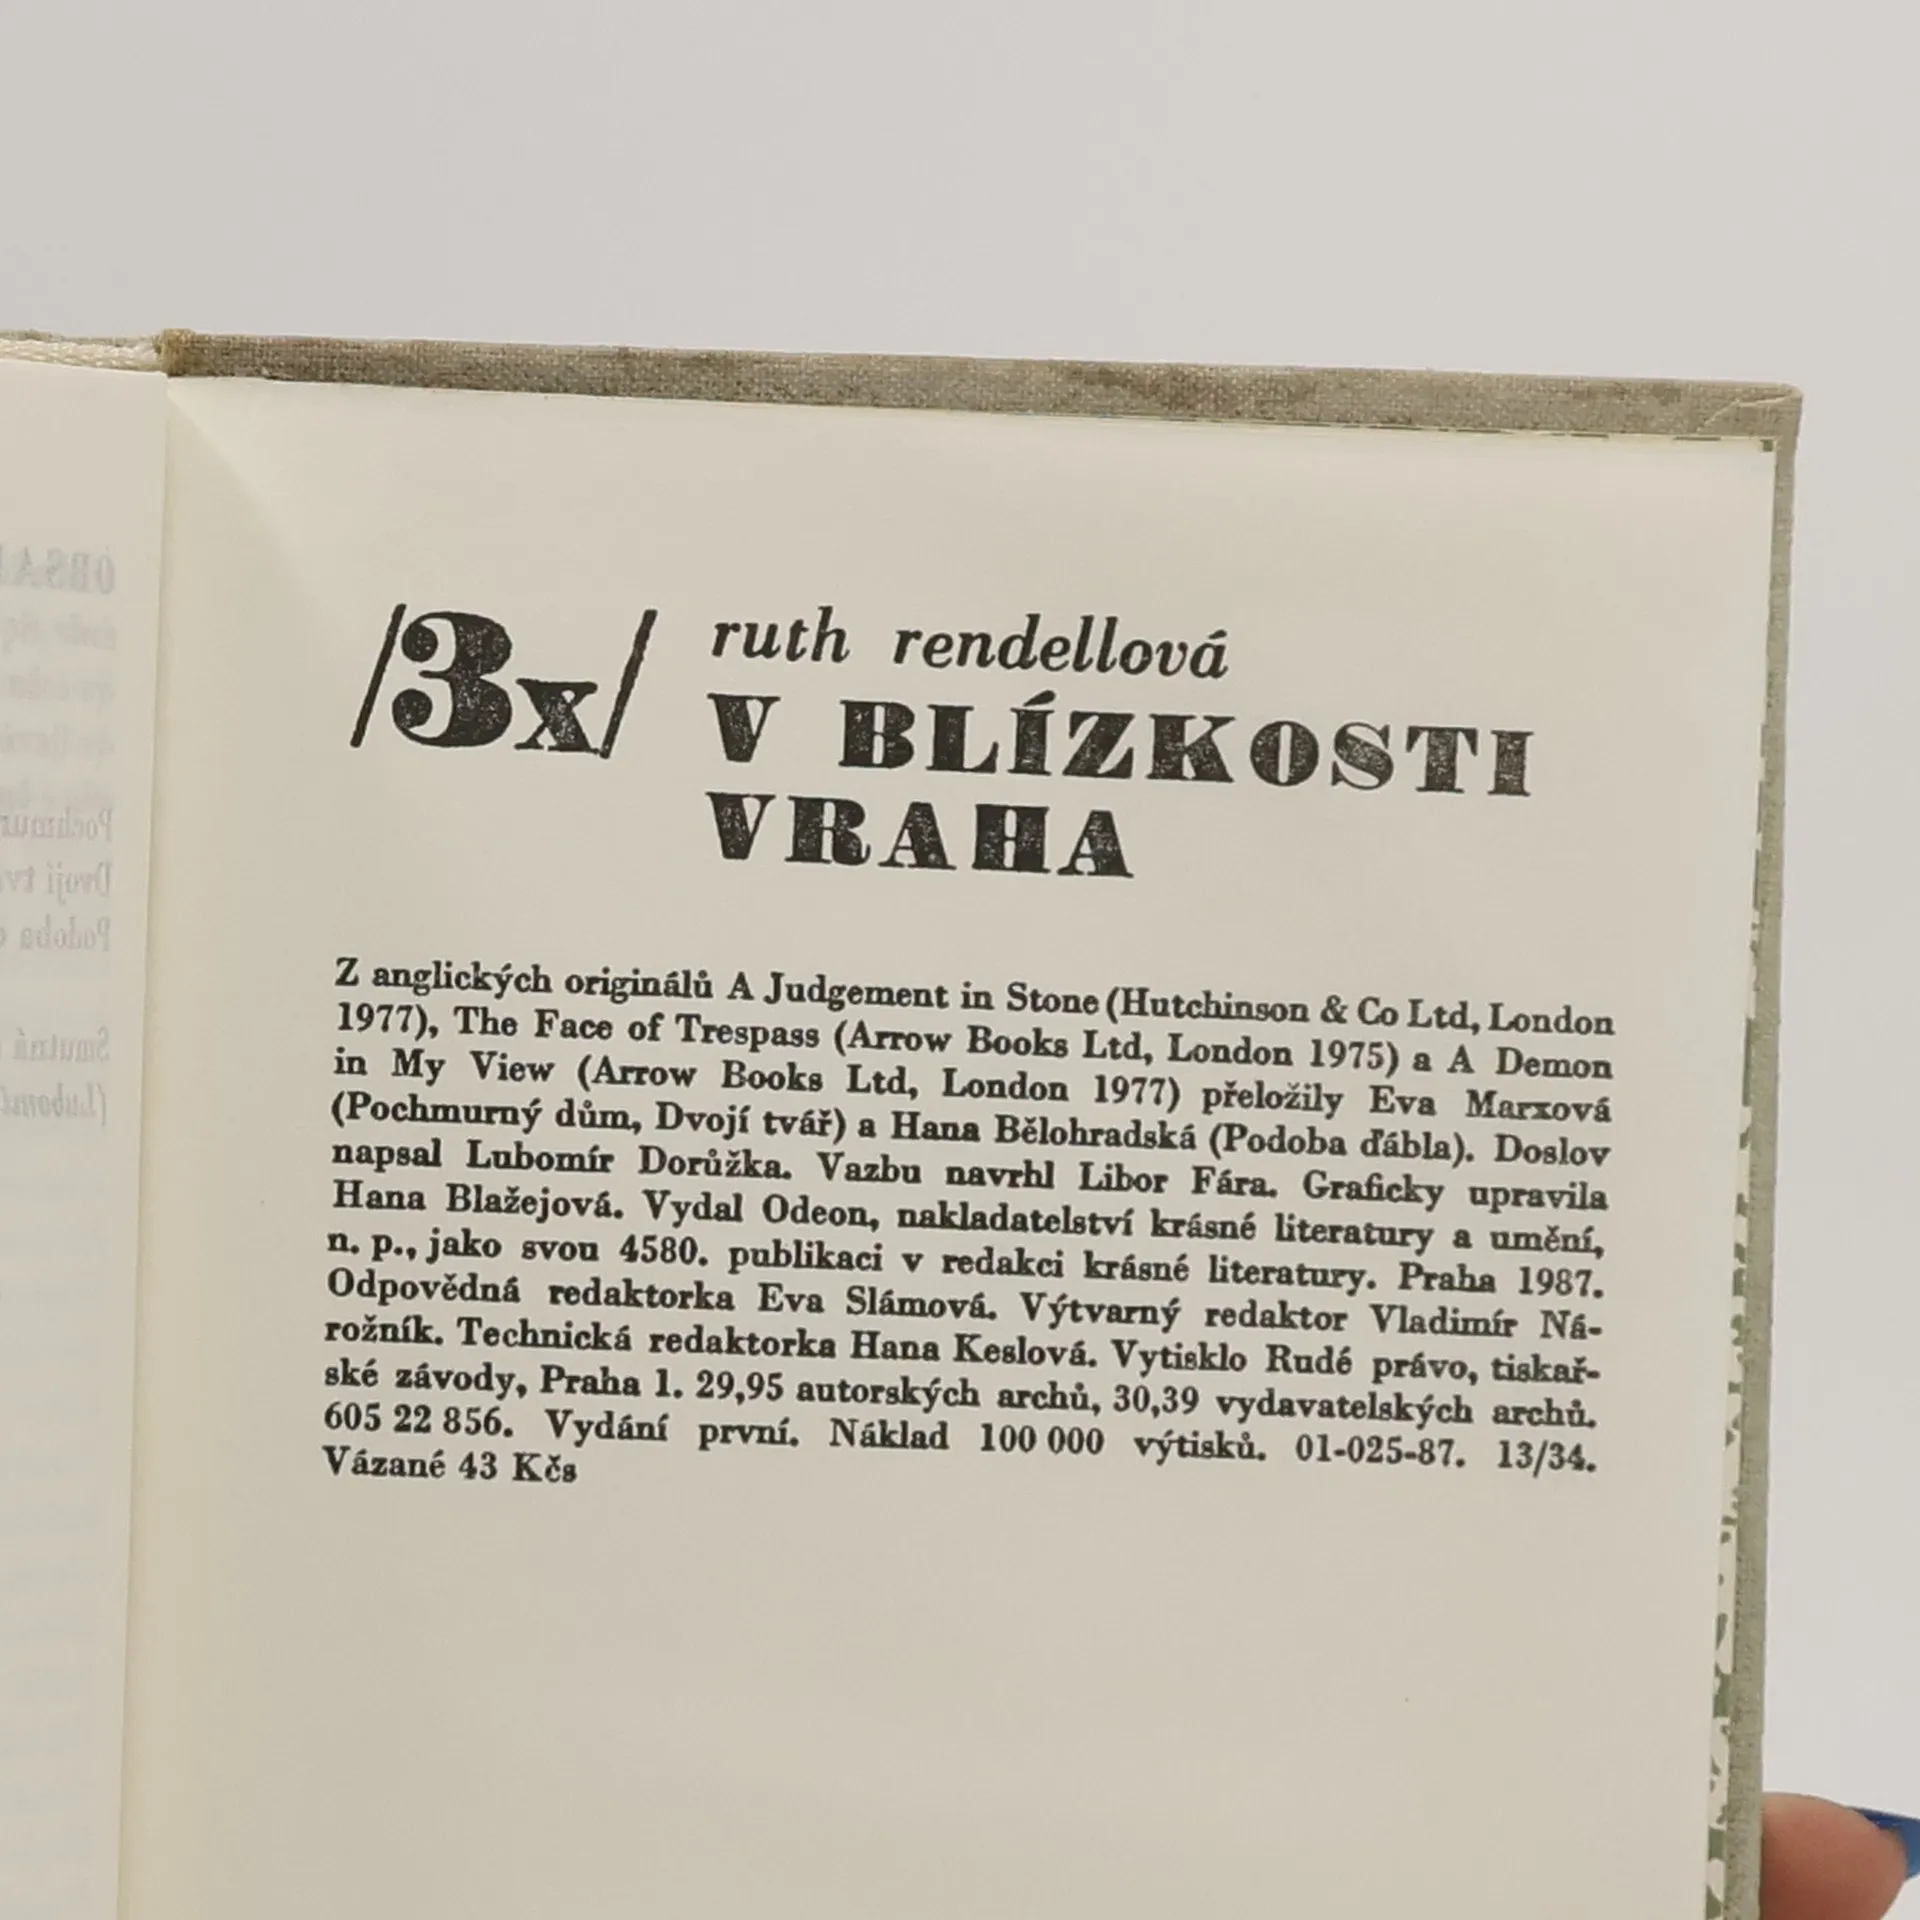 /3x/ ruth rendellová
V BLÍZKOSTI
VRAHA
Z anglických originálů A Judgement in Stone (Hutchinson & Co Ltd, London
1977), The Face of Trespass (Arrow Books Ltd, London 1975) a A Demon
in My View (Arrow Books Ltd, London 1977) přeložily Eva Marxová
(Pochmurný dům, Dvojí tvář) a Hana Bělohradská (Podoba ďábla). Doslov
napsal Lubomír Dorůžka. Vazbu navrhl Libor Fára. Graficky upravila
Hana Blažejová. Vydal Odeon, nakladatelství krásné literatury a umění,
n. p., jako svou 4580. publikaci v redakci krásné literatury. Praha 1987.
Odpovědná redaktorka Eva Slámová. Výtvarný redaktor Vladimír Ná-
rožník. Technická redaktorka Hana Keslová. Vytisklo Rudé právo, tiskař-
ské závody, Praha 1. 29,95 autorských archů, 30,39 vydavatelských archů.
605 22 856. Vydání první. Náklad 100 000 výtisků. 01-025-87. 13/34.
Vázané 43 Kčs